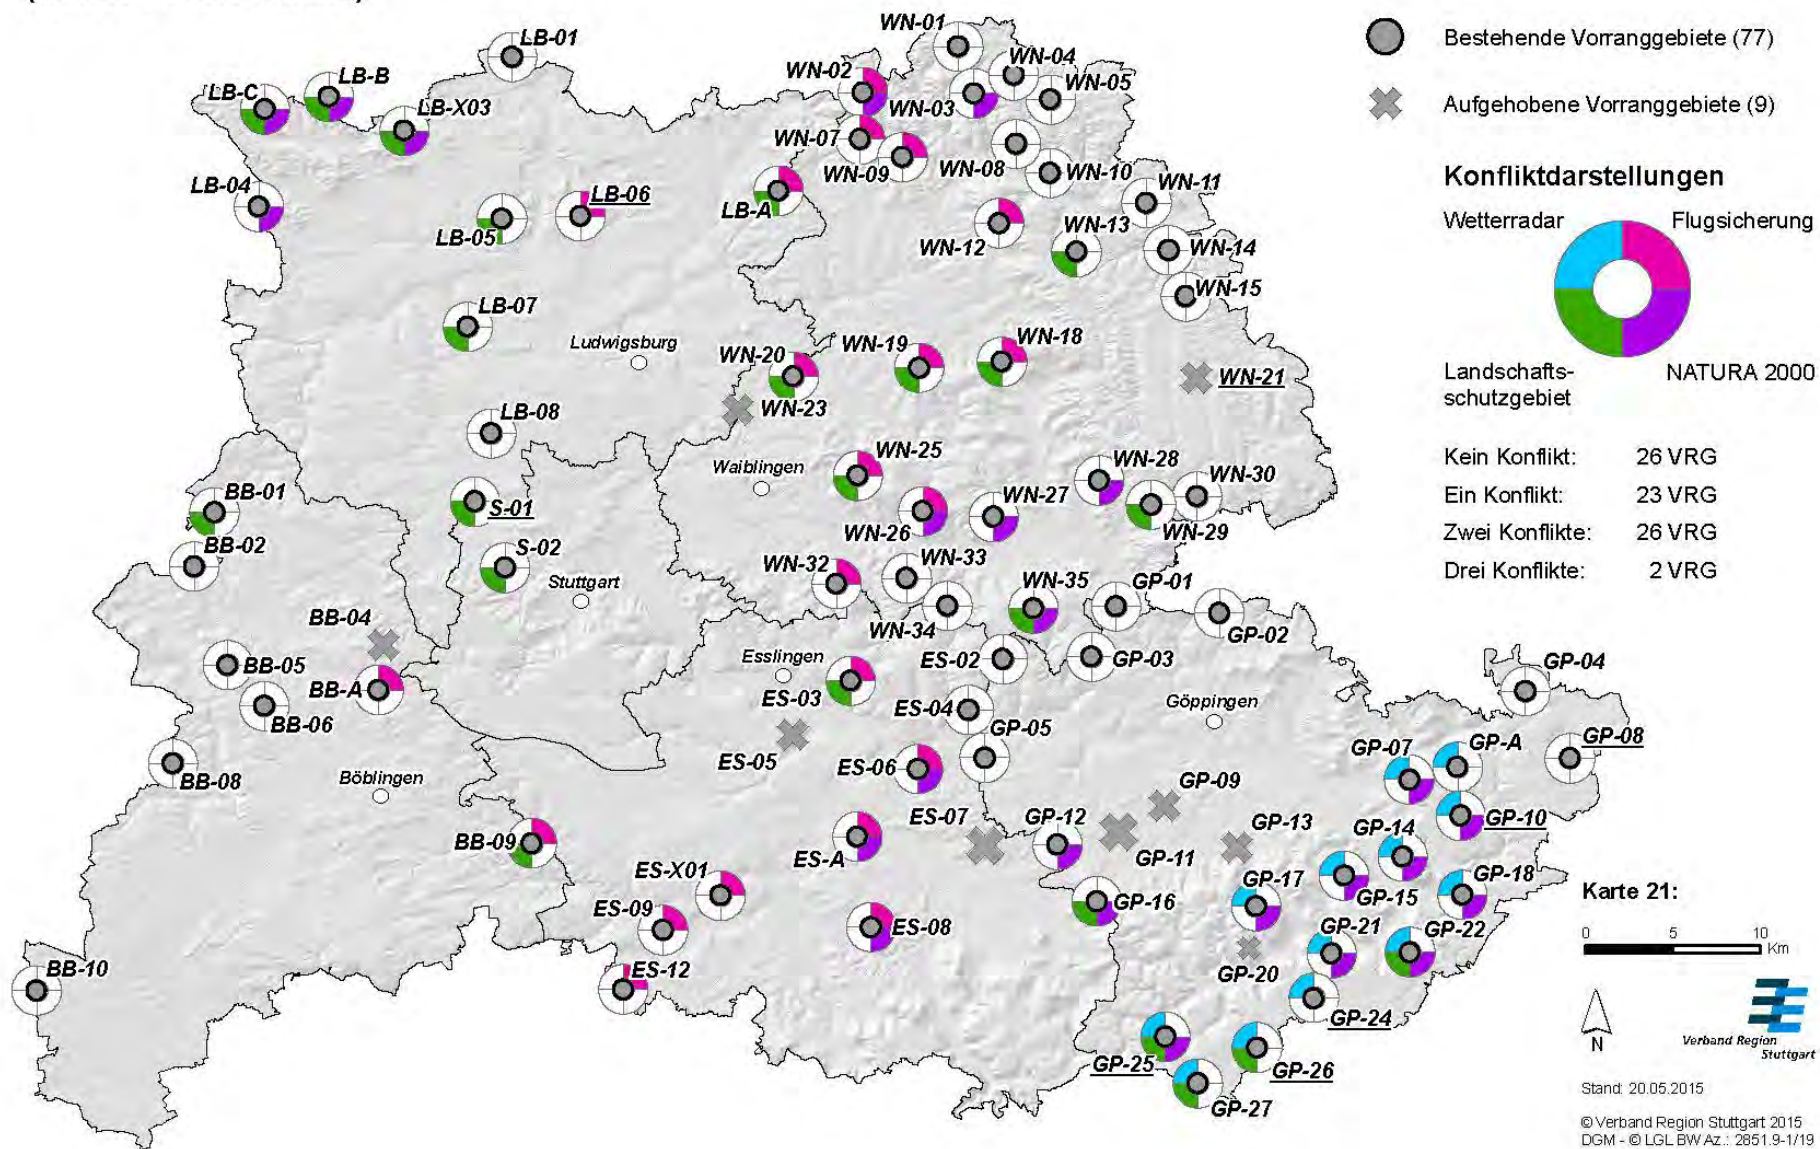 LB-01
WN-01
Bestehende Vorranggebiete (77)
LB-B
LB-C
LB-X03
WN-02
WN-04
WN-03
WN-05
Aufgehobene Vorranggebiete (9)
WN-07
WN-09
WN-08
WN-10
Konfliktdarstellungen
LB-04
LB-06
LB-A
WN-11
Wetterradar
Flugsicherung
LB-05
WN-12
WN-13
WN-14
WN-15
LB-07
Ludwigsburg
WN-20
WN-19
WN-18
WN-21
Landschafts-
schutzgebiet
NATURA 2000
WN-23
LB-08
Waiblingen
WN-25
WN-28
WN-30
Kein Konflikt: 26 VRG
Ein Konflikt: 23 VRG
Zwei Konflikte: 26 VRG
Drei Konflikte: 2 VRG
BB-01
S-01
WN-26
WN-27
WN-29
BB-02
S-02
Stuttgart
WN-32
WN-33
WN-35
GP-01
BB-04
WN-34
GP-02
BB-05
Esslingen
ES-02
GP-03
GP-04
BB-A
ES-03
ES-04
Göppingen
BB-06
GP-05
GP-08
BB-08
Böblingen
ES-05
ES-06
GP-07
GP-A
GP-09
ES-07
GP-12
GP-13
GP-14
GP-10
BB-09
ES-A
GP-11
ES-X01
GP-17
GP-15
GP-18
Karte 21:
ES-09
ES-08
GP-16
GP-21
GP-22
0 5 10
Km
BB-10
ES-12
GP-20
GP-24
N
Verband Region
Stuttgart
GP-25
GP-26
GP-27
Stand: 20.05.2015
© Verband Region Stuttgart 2015
DGM - © LGL BW Az.: 2851.9-1/19